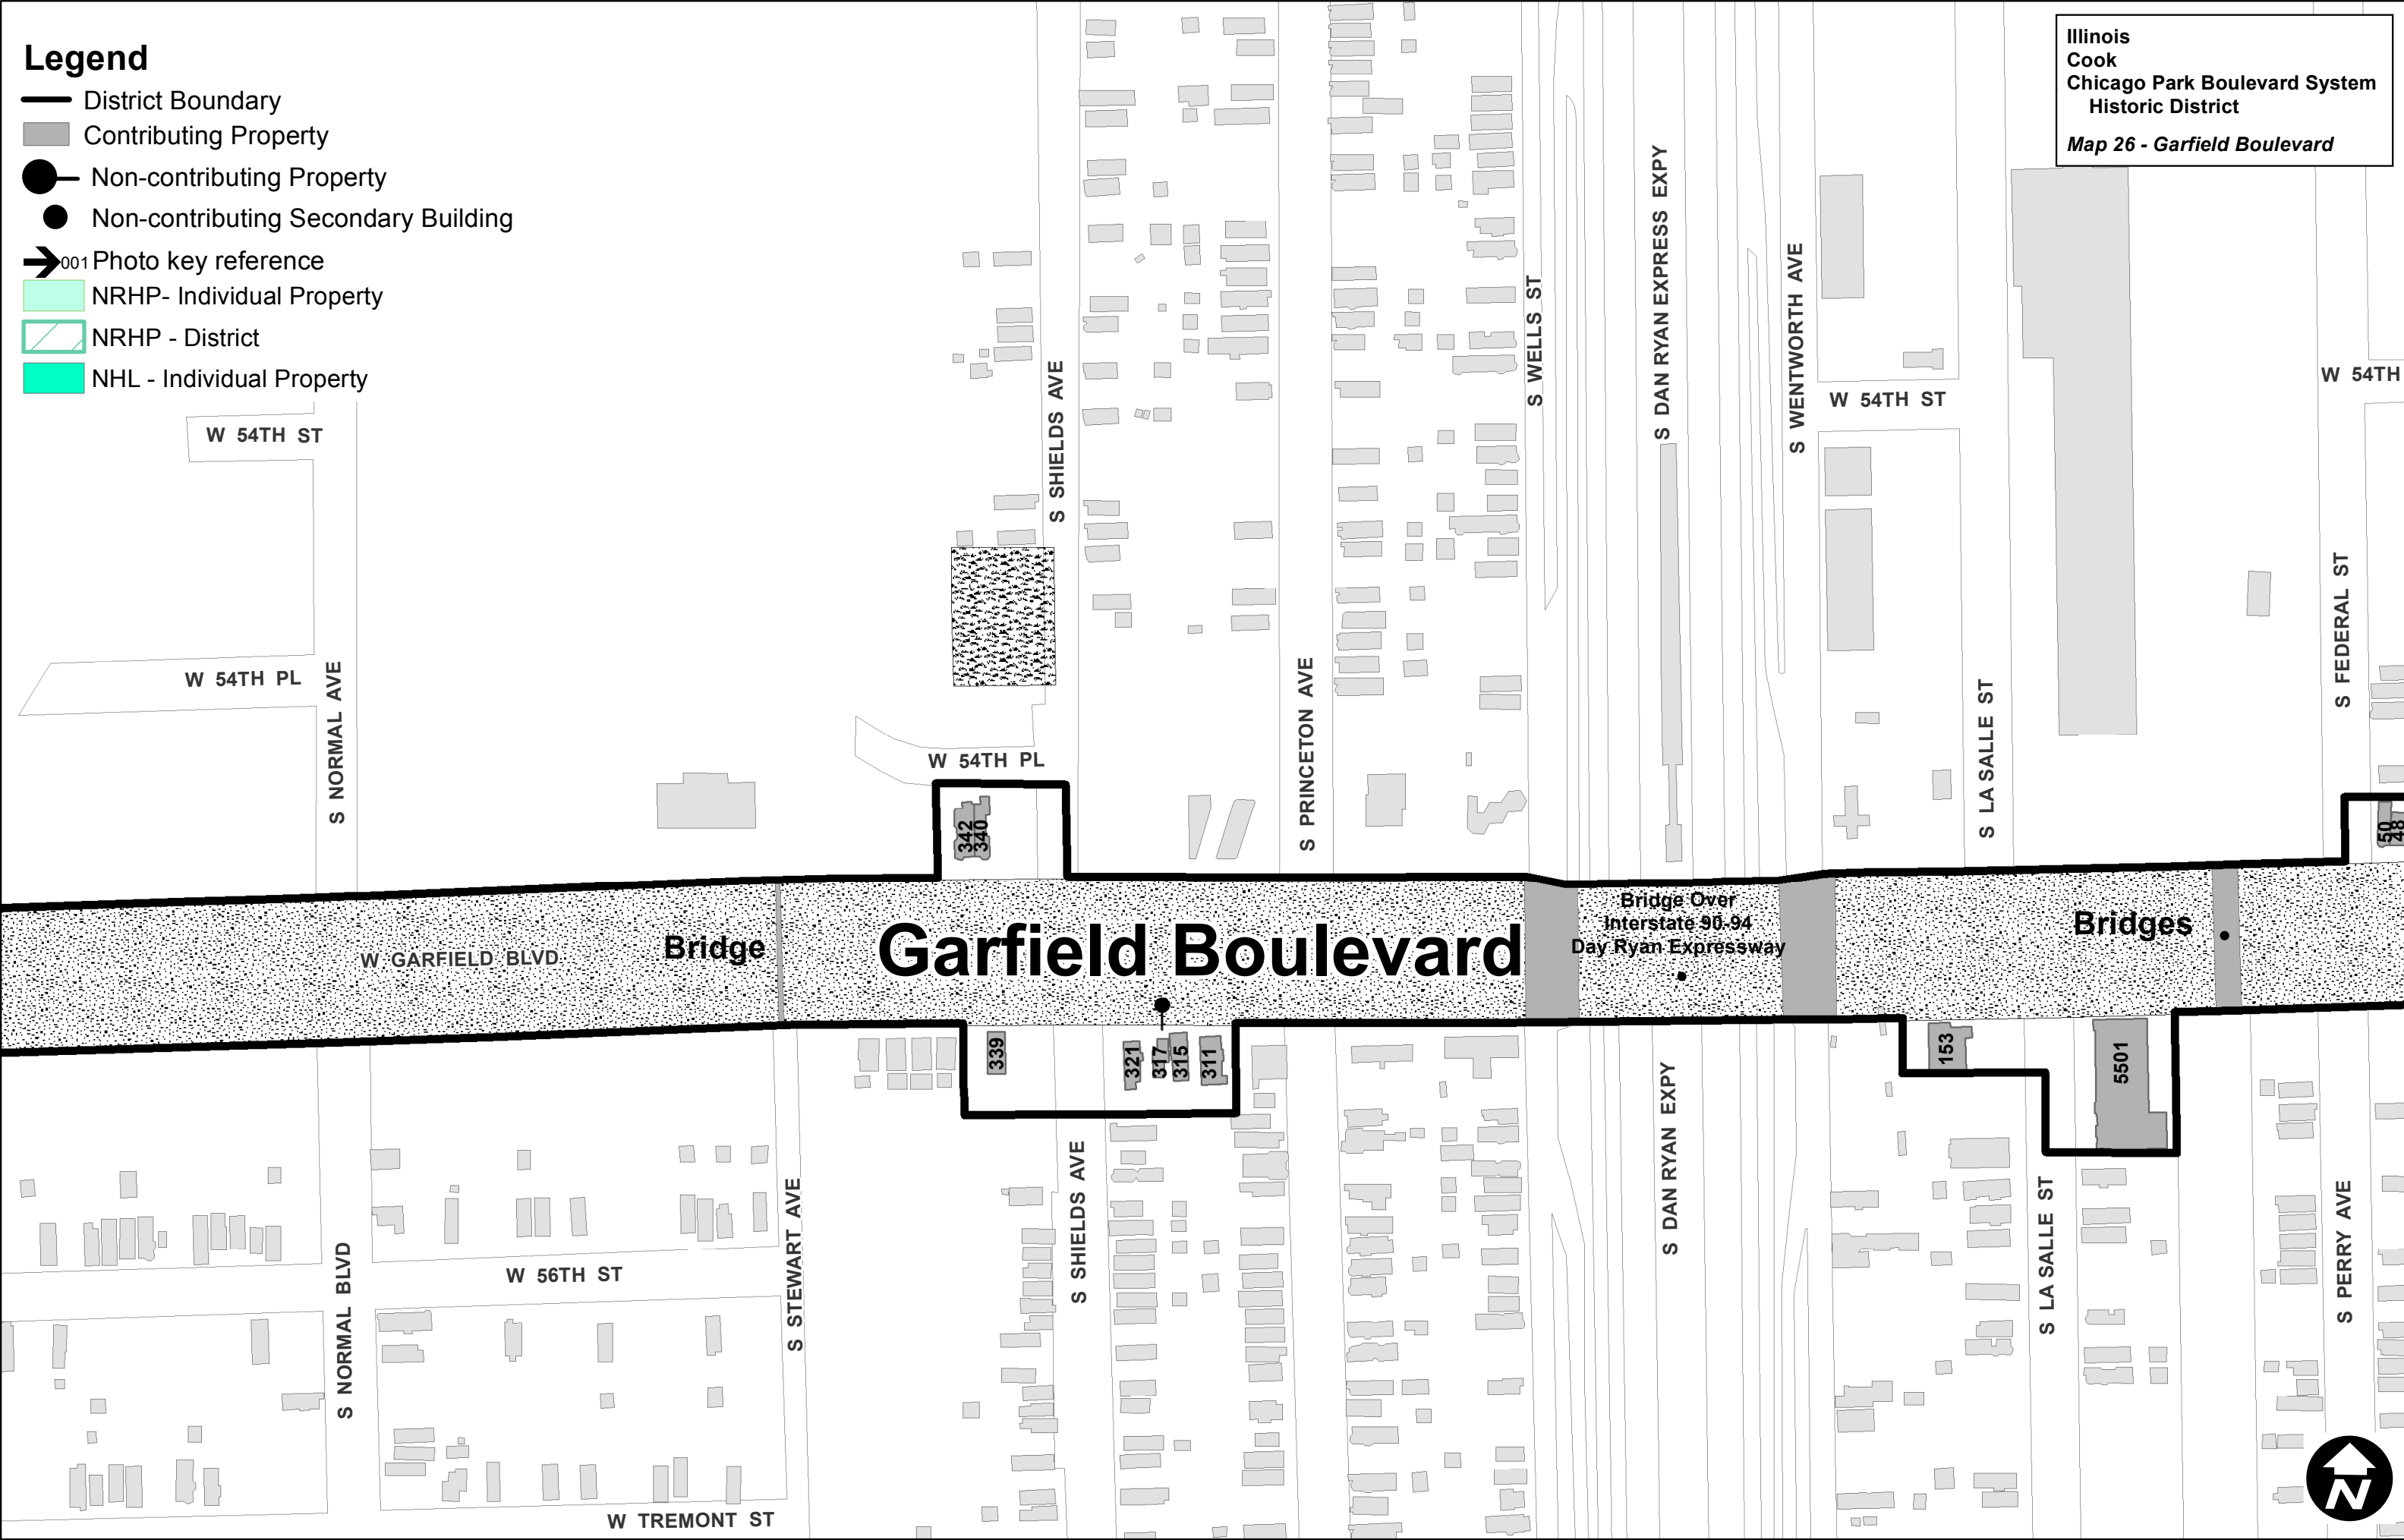 Legend
District Boundary
Contributing Property
Non-contributing Property
Non-contributing Secondary Building
001 Photo key reference
NRHP- Individual Property
NRHP - District
NHL - Individual Property
Illinois
Cook
Chicago Park Boulevard System
Historic District
Map 26 - Garfield Boulevard
W 54TH ST
W 54TH PL
S NORMAL AVE
S SHIELDS AVE
W 54TH PL
S PRINCETON AVE
S WELLS ST
S DAN RYAN EXPRESS EXPY
S WENTWORTH AVE
W 54TH ST
S LA SALLE ST
S FEDERAL ST
W 54TH
342
340
50
48
W GARFIELD BLVD
Bridge
Garfield Boulevard
Bridge Over
Interstate 90-94
Day Ryan Expressway
Bridges
339
321
317
315
311
153
5501
S NORMAL BLVD
W 56TH ST
S STEWART AVE
S SHIELDS AVE
S DAN RYAN EXPY
S LA SALLE ST
S PERRY AVE
W TREMONT ST
N